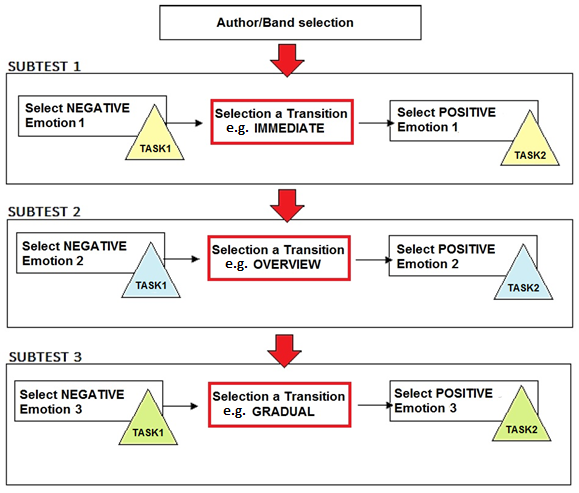 Author/Band selection
SUBTEST 1
Select NEGATIVE
Emotion 1
TASK1
Selection a Transition
e.g. IMMEDIATE
Select POSITIVE
Emotion 1
TASK2
SUBTEST 2
Select NEGATIVE
Emotion 2
TASK1
Selection a Transition
e.g. OVERVIEW
Select POSITIVE
Emotion 2
TASK2
SUBTEST 3
Select NEGATIVE
Emotion 3
TASK1
Selection a Transition
e.g. GRADUAL
Select POSITIVE
Emotion 3
TASK2